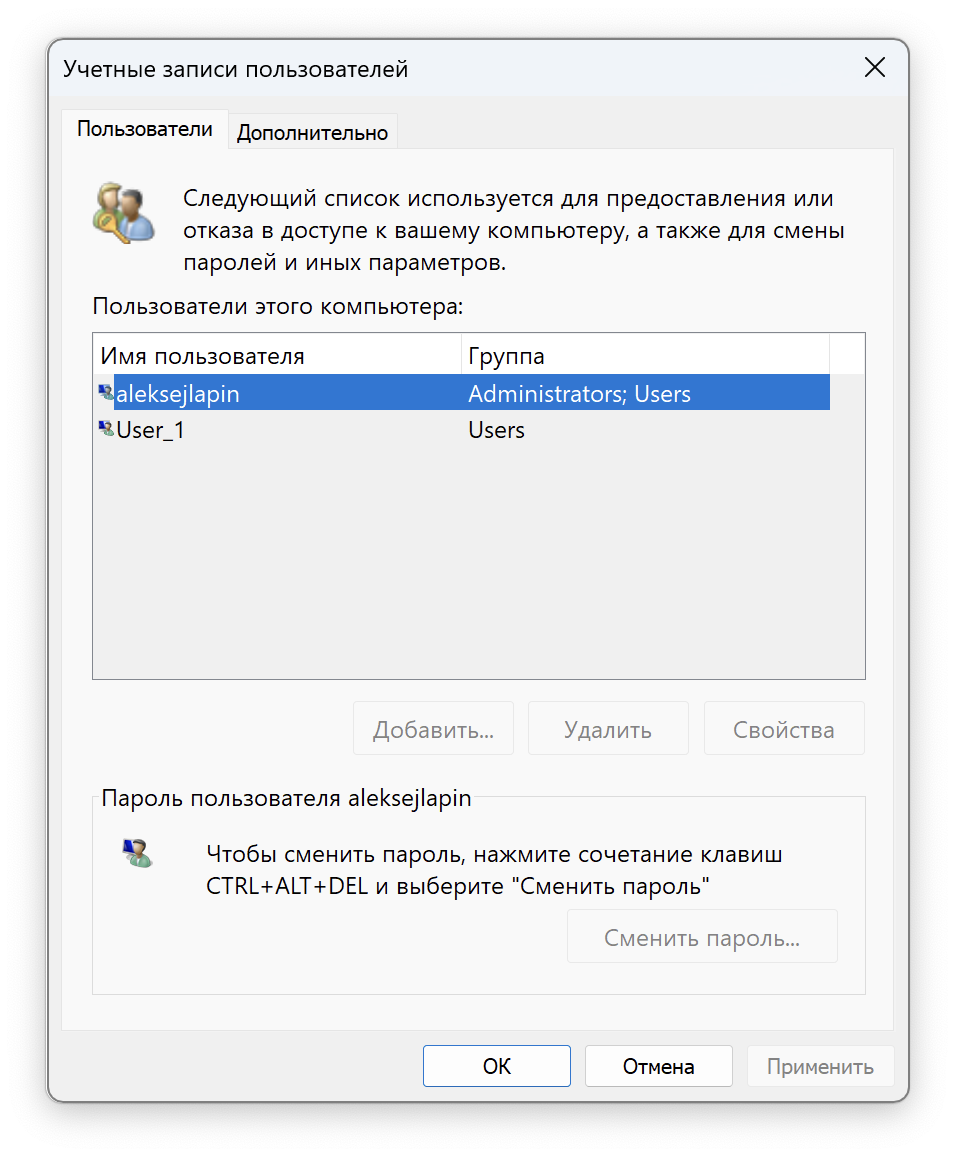 Учетные записи пользователей
Пользователи
Дополнительно
Следующий список используется для предоставления или
отказа в доступе к вашему компьютеру, а также для смены
паролей и иных параметров.
Пользователи этого компьютера:
Имя пользователя Группа
aleksejlapin Administrators; Users
User_1 Users
Добавить... Удалить Свойства
Пароль пользователя aleksejlapin
Чтобы сменить пароль, нажмите сочетание клавиш
CTRL+ALT+DEL и выберите "Сменить пароль"
Сменить пароль...
ОК Отмена Применить